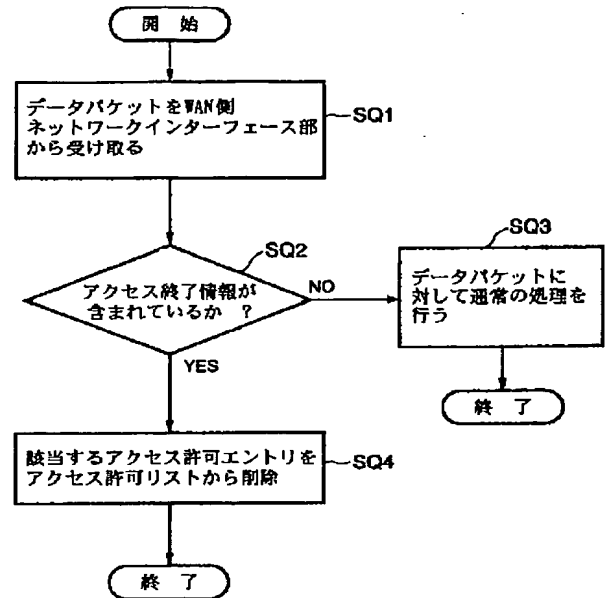 開 始
データパケットをWAN側
ネットワークインターフェース部
から受け取る
SQ1
SQ2
アクセス終了情報が
含まれているか ?
NO
SQ3
データパケットに
対して通常の処理を
行う
終 了
YES
該当するアクセス許可エントリを
アクセス許可リストから削除
SQ4
終 了